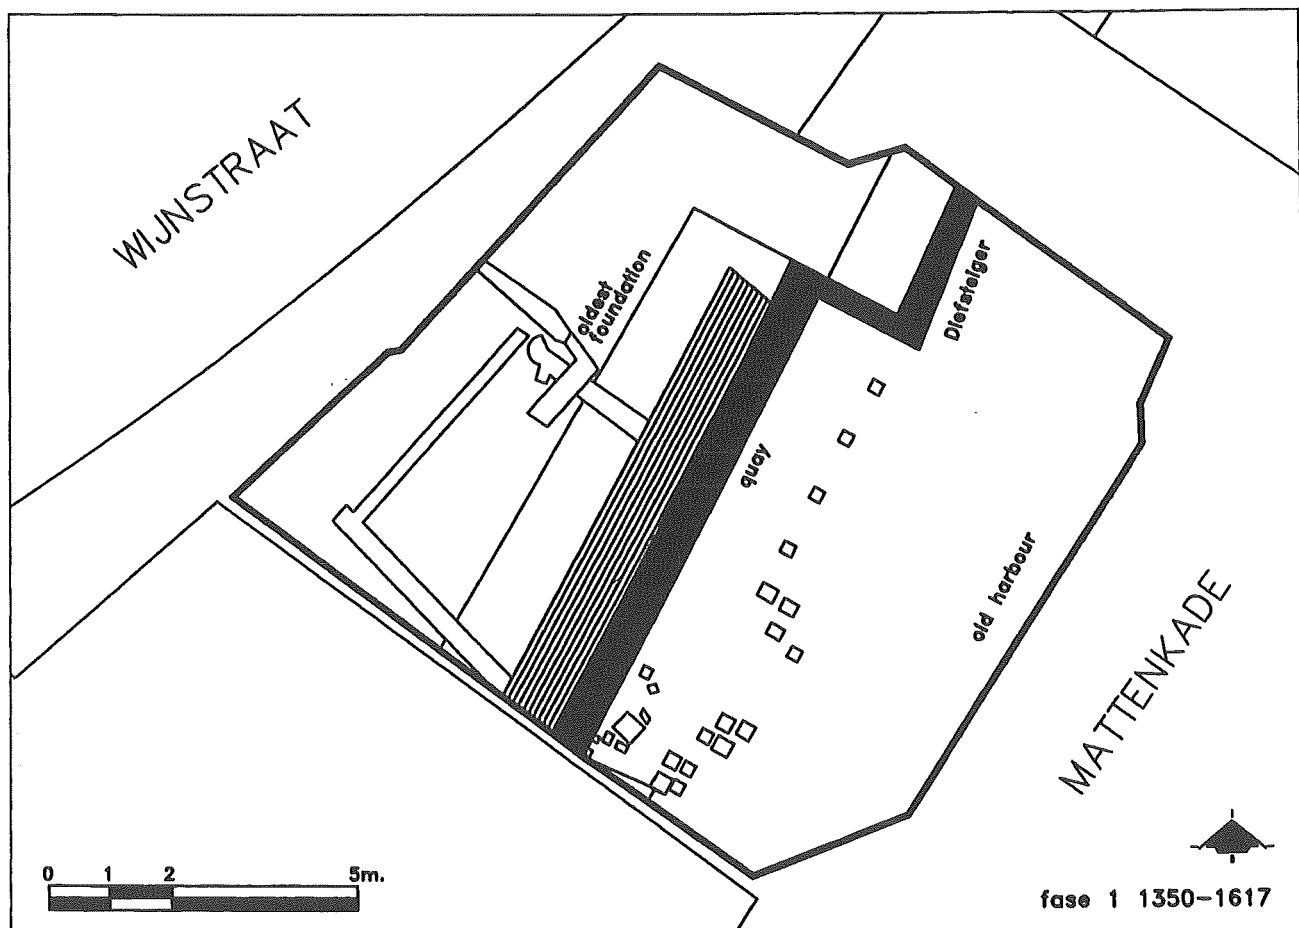 WIJNSTRAAT
oldest
foundation
Diefsteiger
quay
old harbour
MATTENKADE
0 1 2 5m.
fase 1 1350-1617